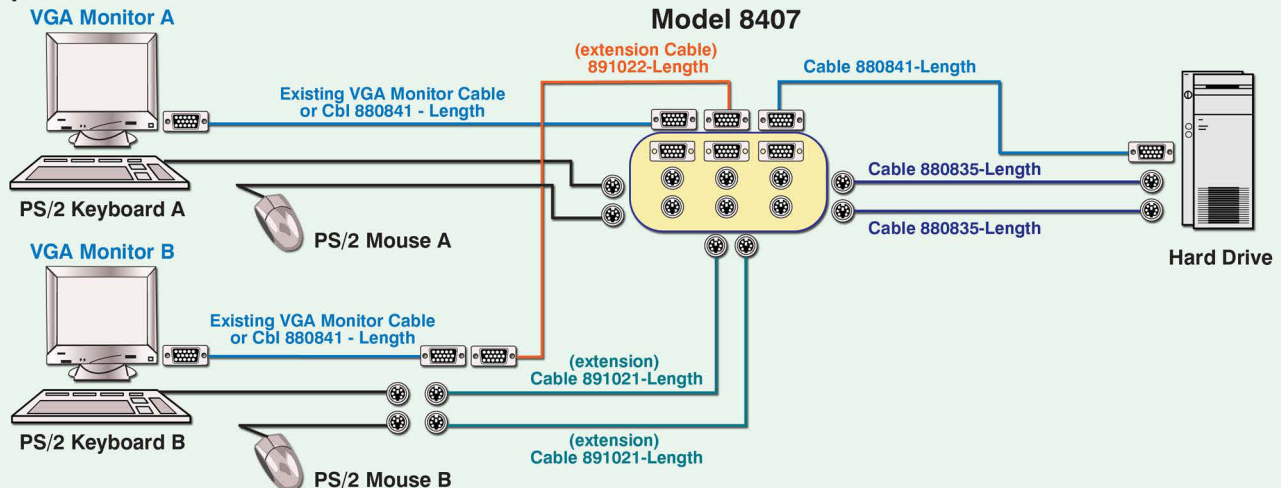 VGA Monitor A
Model 8407
(extension Cable)
891022-Length
Cable 880841-Length
Existing VGA Monitor Cable
or Cbl 880841 - Length
Cable 880835-Length
PS/2 Keyboard A
PS/2 Mouse A
Cable 880835-Length
Hard Drive
VGA Monitor B
Existing VGA Monitor Cable
or Cbl 880841 - Length
(extension)
Cable 891021-Length
PS/2 Keyboard B
(extension)
Cable 891021-Length
PS/2 Mouse B